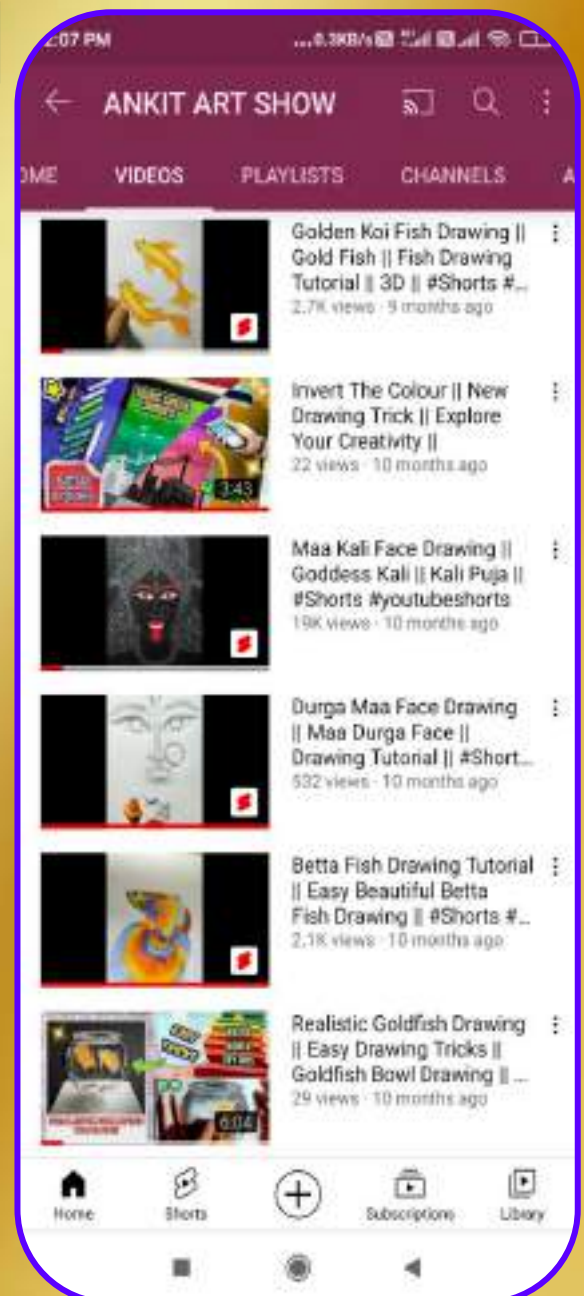 :07 PM
...0.3KB/s
ANKIT ART SHOW
OME VIDEOS PLAYLISTS CHANNELS A
Golden Koi Fish Drawing ||
Gold Fish || Fish Drawing
Tutorial || 3D || #Shorts #...
2.7K views · 9 months ago
3:43
Invert The Colour || New
Drawing Trick || Explore
Your Creativity ||
22 views · 10 months ago
Maa Kali Face Drawing ||
Goddess Kali || Kali Puja ||
#Shorts #youtubeshorts
19K views · 10 months ago
Durga Maa Face Drawing
|| Maa Durga Face ||
Drawing Tutorial || #Short...
532 views · 10 months ago
Betta Fish Drawing Tutorial
|| Easy Beautiful Betta
Fish Drawing || #Shorts #...
2.1K views · 10 months ago
6:04
Realistic Goldfish Drawing
|| Easy Drawing Tricks ||
Goldfish Bowl Drawing || ...
29 views · 10 months ago
Home Shorts Subscriptions Library